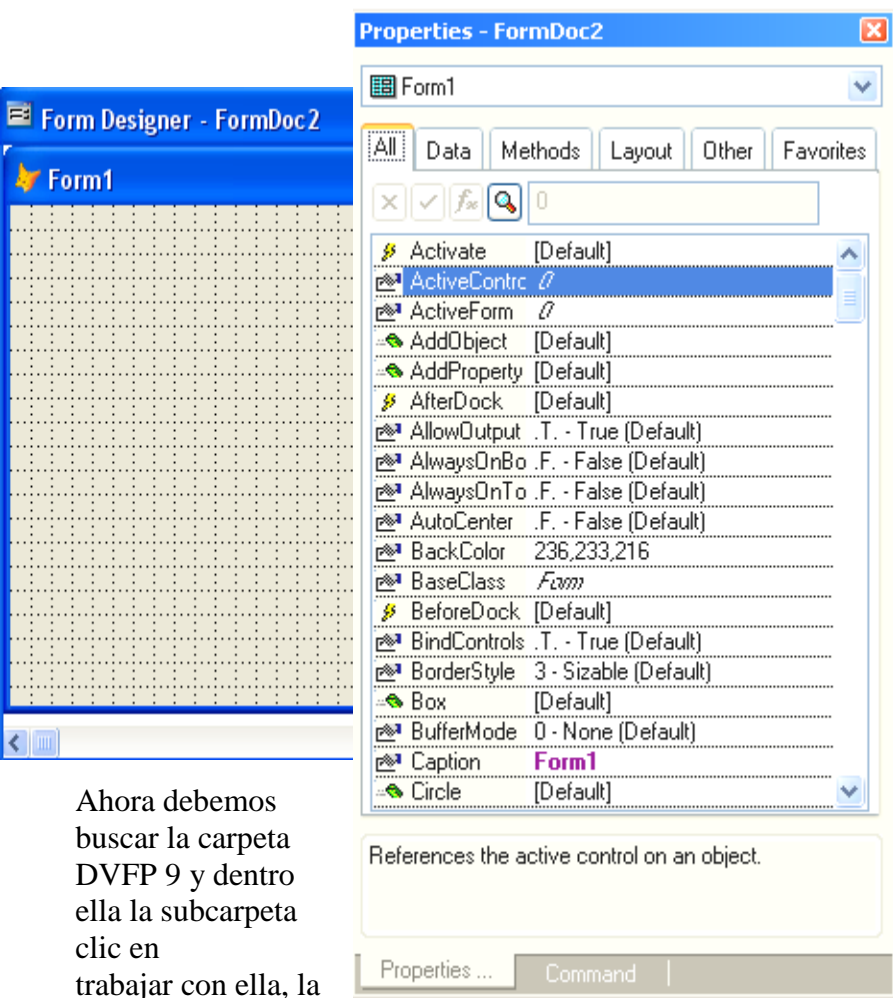 Form Designer - FormDoc2
Form1
Properties - FormDoc2
Form1
All Data Methods Layout Other Favorites
0
Activate [Default]
ActiveContrc 0
ActiveForm 0
AddObject [Default]
AddProperty [Default]
AfterDock [Default]
AllowOutput .T. - True (Default)
AlwaysOnBo .F. - False (Default)
AlwaysOnTo .F. - False (Default)
AutoCenter .F. - False (Default)
BackColor 236,233,216
BaseClass Form
BeforeDock [Default]
BindControls .T. - True (Default)
BorderStyle 3 - Sizable (Default)
Box [Default]
BufferMode 0 - None (Default)
Caption Form1
Circle [Default]
References the active control on an object.
Properties ... Command
Ahora debemos
buscar la carpeta
DVFP 9 y dentro
ella la subcarpeta
clic en
trabajar con ella, la